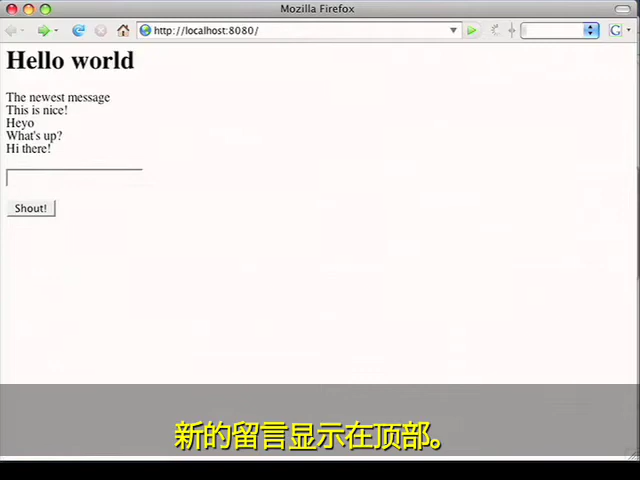 Mozilla Firefox
http://localhost:8080/
Hello world
The newest message
This is nice!
Heyo
What's up?
Hi there!
Shout!
新的留言显示在顶部。